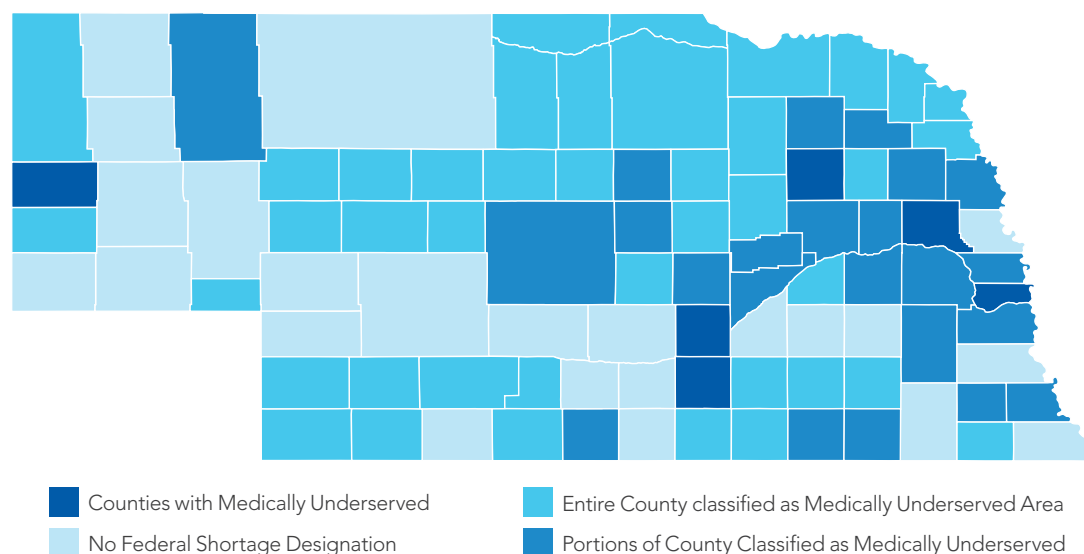 Counties with Medically Underserved
Entire County classified as Medically Underserved Area
No Federal Shortage Designation
Portions of County Classified as Medically Underserved